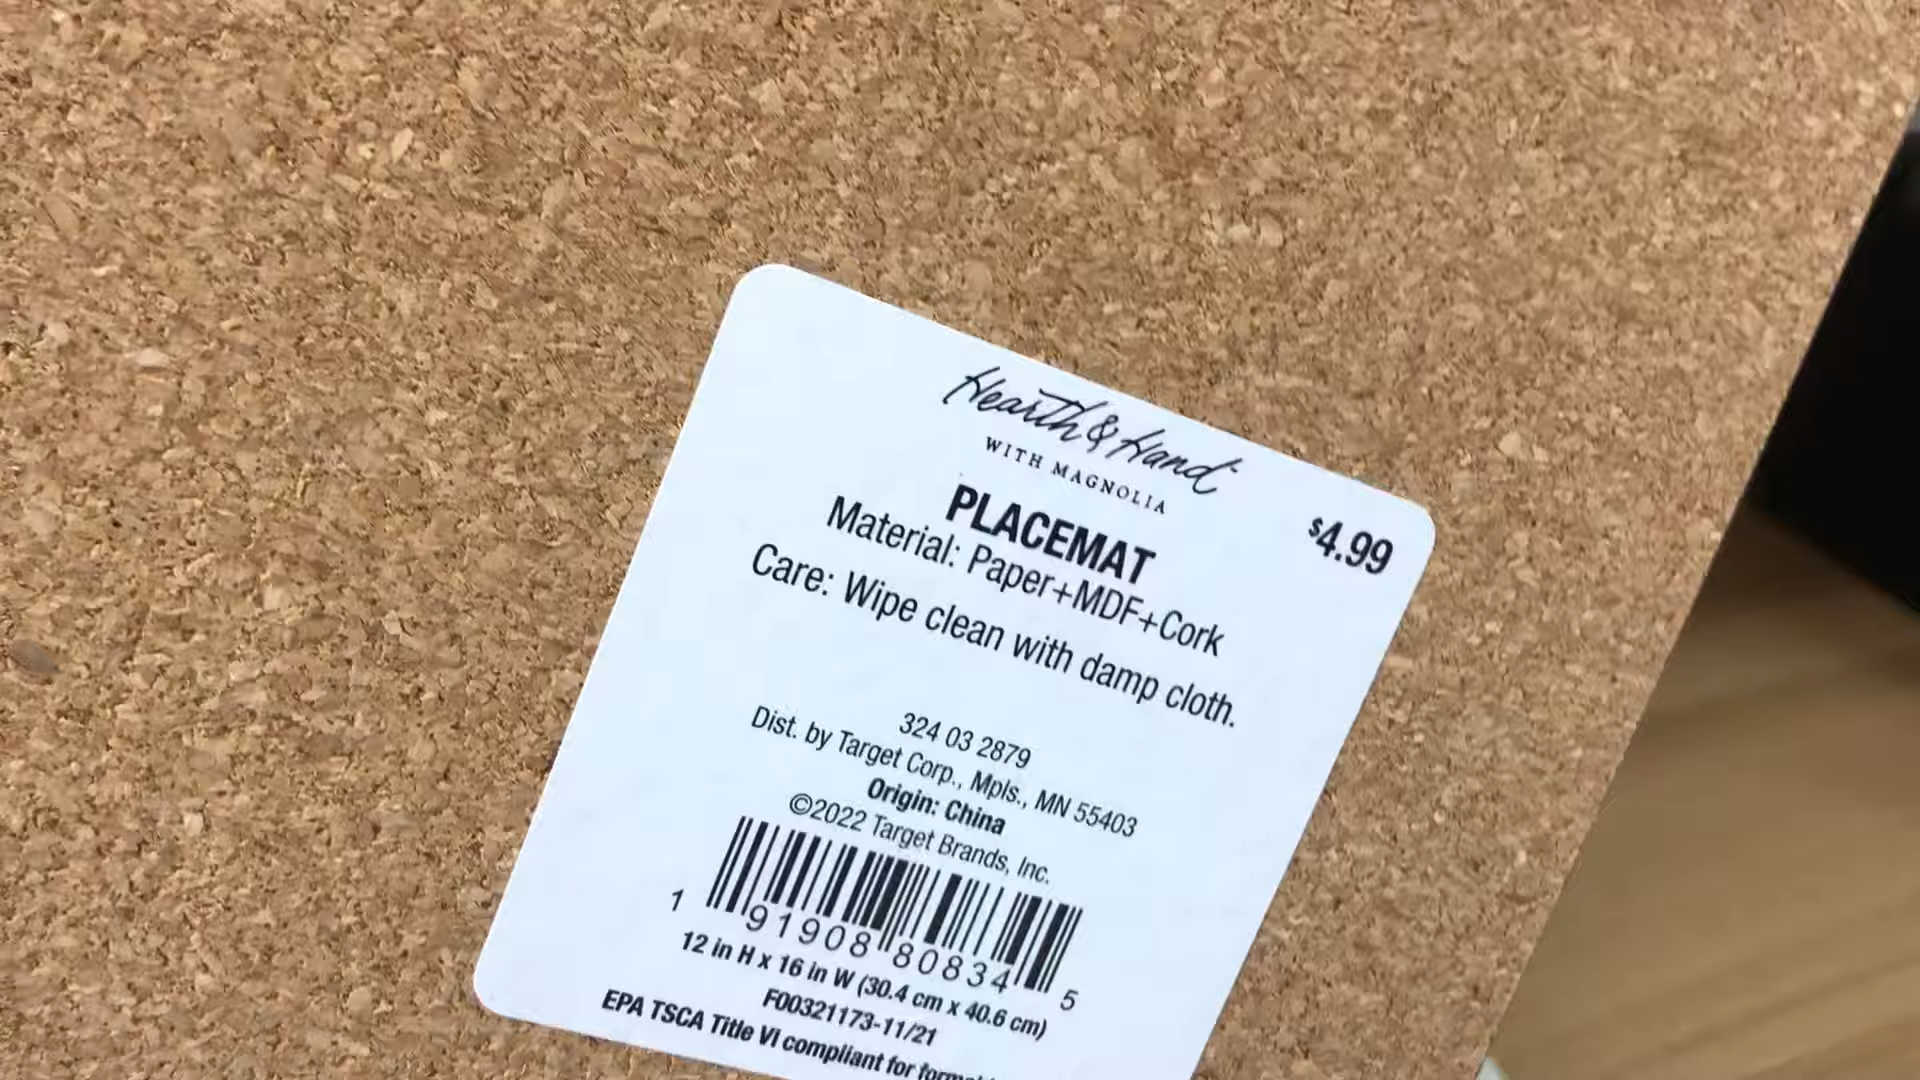 Hearth & Hand
WITH MAGNOLIA
$4.99
PLACEMAT
Material: Paper+MDF+Cork
Care: Wipe clean with damp cloth.
324 03 2879
Dist. by Target Corp., Mpls., MN 55403
Origin: China
©2022 Target Brands, Inc.
1 91908 80834 5
12 in H x 16 in W (30.4 cm x 40.6 cm)
F00321173-11/21
EPA TSCA Title VI compliant for